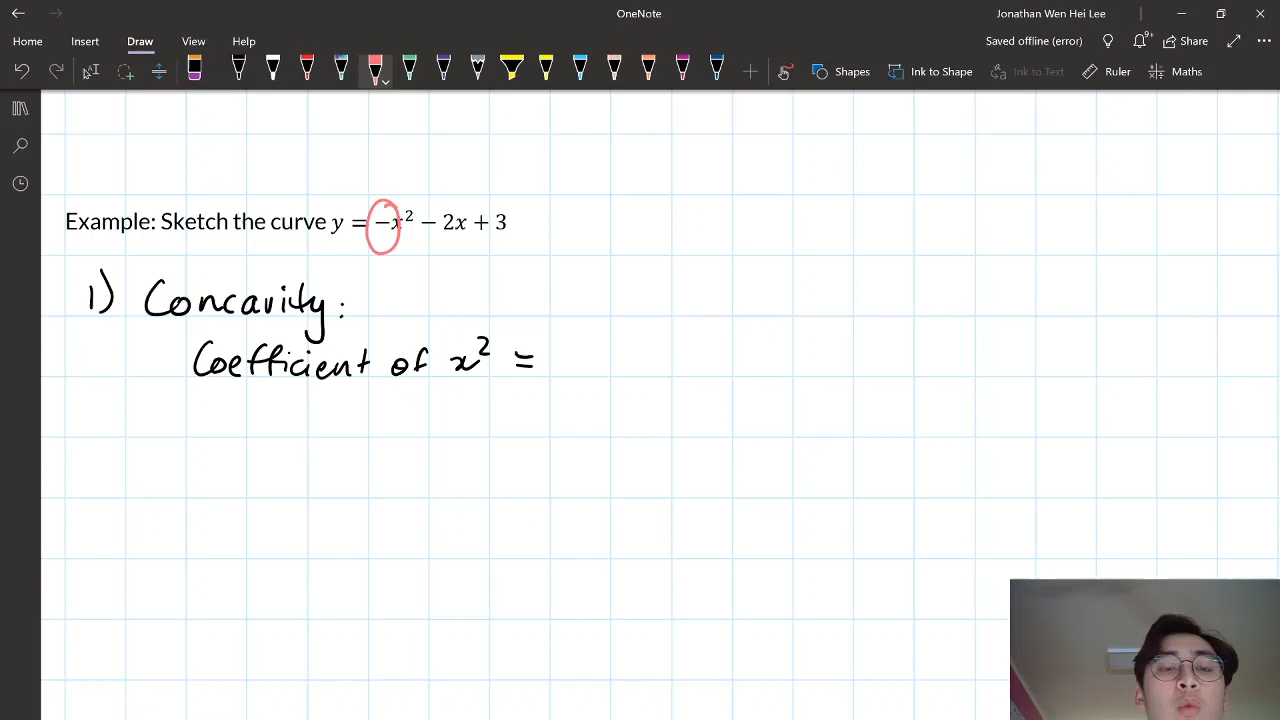 OneNote
Jonathan Wen Hei Lee
Home Insert Draw View Help
Saved offline (error) 9+ Share
Shapes Ink to Shape Ink to Text Ruler Maths
Example: Sketch the curve y = −x² − 2x + 3
1) Concavity:
Coefficient of x² =